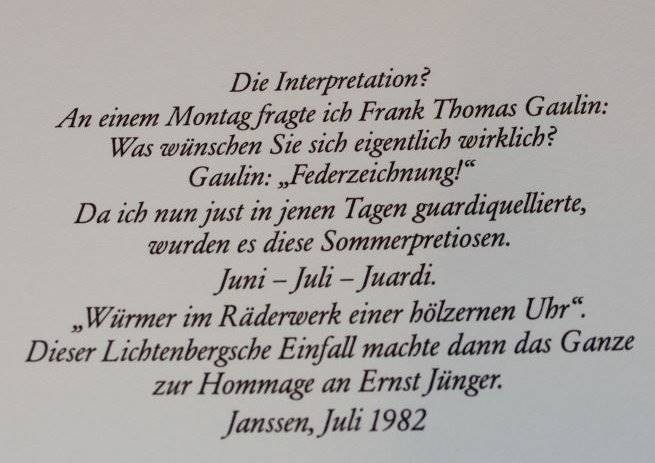 Die Interpretation?
An einem Montag fragte ich Frank Thomas Gaulin:
Was wünschen Sie sich eigentlich wirklich?
Gaulin: „Federzeichnung!“
Da ich nun just in jenen Tagen guardiquellierte,
wurden es diese Sommerpretiosen.
Juni – Juli – Juardi.
„Würmer im Räderwerk einer hölzernen Uhr“.
Dieser Lichtenbergsche Einfall machte dann das Ganze
zur Hommage an Ernst Jünger.
Janssen, Juli 1982